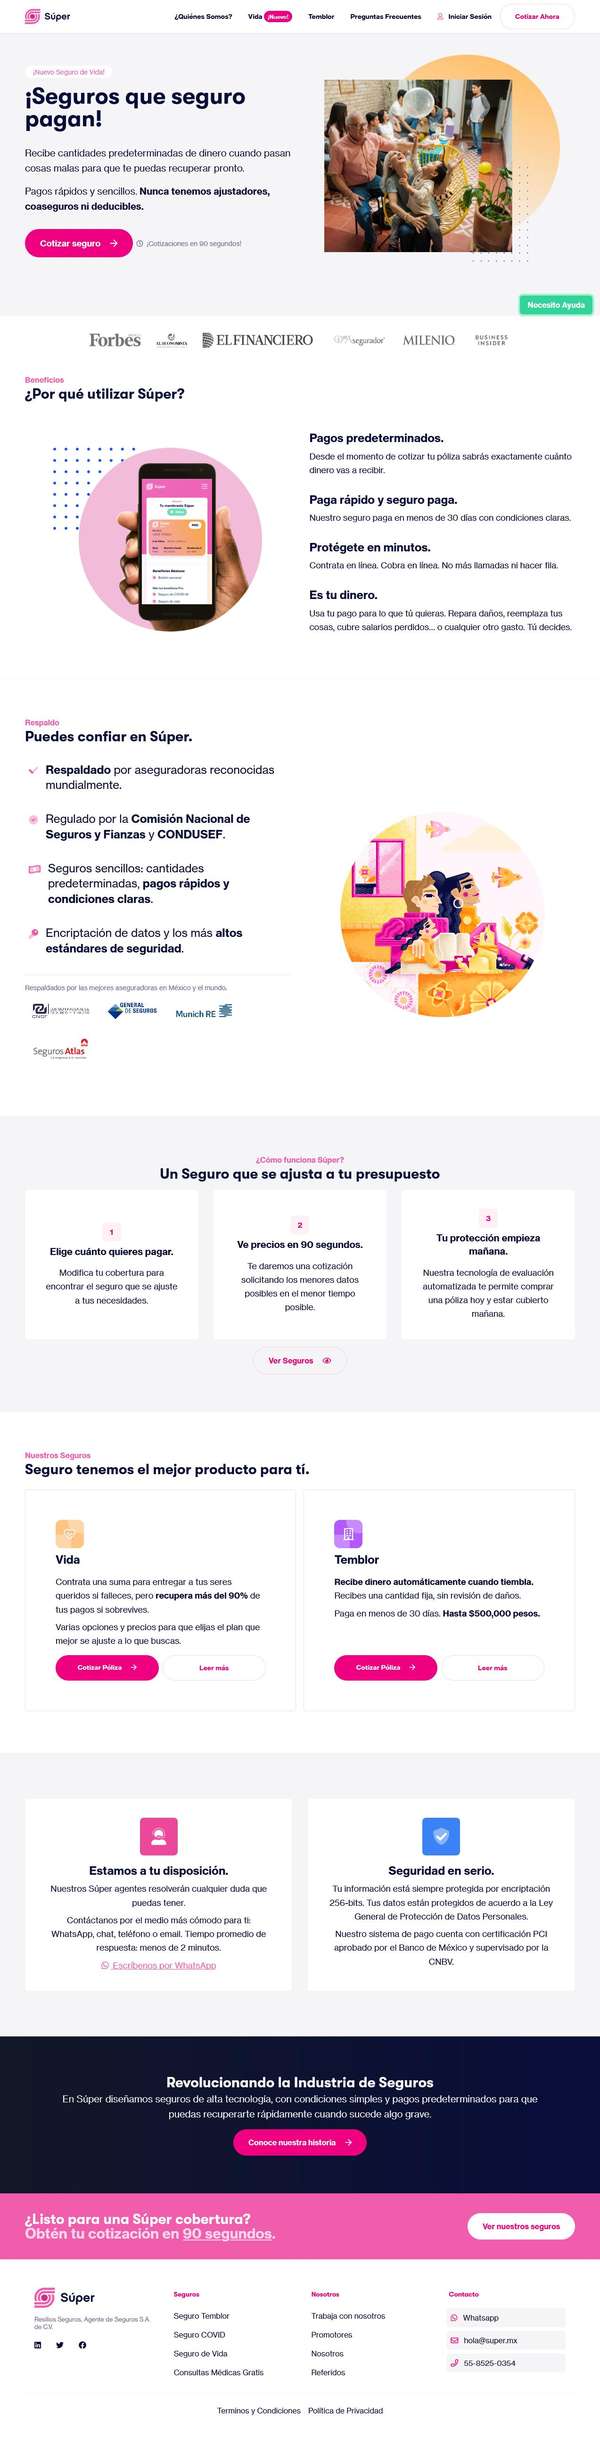 Súper
¿Quiénes Somos?
Vida ¡Nuevo!
Temblor
Preguntas Frecuentes
Iniciar Sesión
Cotizar Ahora
¡Nuevo Seguro de Vida!
¡Seguros que seguro
pagan!
Recibe cantidades predeterminadas de dinero cuando pasan
cosas malas para que te puedas recuperar pronto.
Pagos rápidos y sencillos. Nunca tenemos ajustadores,
coaseguros ni deducibles.
Cotizar seguro
¡Cotizaciones en 90 segundos!
Necesito Ayuda
Forbes
EL ECONOMISTA
EL FINANCIERO
asegurador
MILENIO
BUSINESS
INSIDER
Beneficios
¿Por qué utilizar Súper?
Súper
Tu membresía Súper
Beneficios Básicos
Pagos predeterminados.
Desde el momento de cotizar tu póliza sabrás exactamente cuánto
dinero vas a recibir.
Paga rápido y seguro paga.
Nuestro seguro paga en menos de 30 días con condiciones claras.
Protégete en minutos.
Contrata en línea. Cobra en línea. No más llamadas ni hacer fila.
Es tu dinero.
Usa tu pago para lo que tú quieras. Repara daños, reemplaza tus
cosas, cubre salarios perdidos... o cualquier otro gasto. Tú decides.
Respaldo
Puedes confiar en Súper.
Respaldado por aseguradoras reconocidas
mundialmente.
Regulado por la Comisión Nacional de
Seguros y Fianzas y CONDUSEF.
Seguros sencillos: cantidades
predeterminadas, pagos rápidos y
condiciones claras.
Encriptación de datos y los más altos
estándares de seguridad.
Respaldados por las mejores aseguradoras en México y el mundo.
CNSF
GENERAL
DE SEGUROS
Munich RE
Seguros Atlas
¿Cómo funciona Súper?
Un Seguro que se ajusta a tu presupuesto
1
Elige cuánto quieres pagar.
Modifica tu cobertura para
encontrar el seguro que se ajuste
a tus necesidades.
2
Ve precios en 90 segundos.
Te daremos una cotización
solicitando los menores datos
posibles en el menor tiempo
posible.
3
Tu protección empieza
mañana.
Nuestra tecnología de evaluación
automatizada te permite comprar
una póliza hoy y estar cubierto
mañana.
Ver Seguros
Nuestros Seguros
Seguro tenemos el mejor producto para tí.
Vida
Contrata una suma para entregar a tus seres
queridos si falleces, pero recupera más del 90% de
tus pagos si sobrevives.
Varias opciones y precios para que elijas el plan que
mejor se ajuste a lo que buscas.
Cotizar Póliza
Leer más
Temblor
Recibe dinero automáticamente cuando tiembla.
Recibes una cantidad fija, sin revisión de daños.
Paga en menos de 30 días. Hasta $500,000 pesos.
Cotizar Póliza
Leer más
Estamos a tu disposición.
Nuestros Súper agentes resolverán cualquier duda que
puedas tener.
Contáctanos por el medio más cómodo para ti:
WhatsApp, chat, teléfono o email. Tiempo promedio de
respuesta: menos de 2 minutos.
Escríbenos por WhatsApp
Seguridad en serio.
Tu información está siempre protegida por encriptación
256-bits. Tus datos están protegidos de acuerdo a la Ley
General de Protección de Datos Personales.
Nuestro sistema de pago cuenta con certificación PCI
aprobado por el Banco de México y supervisado por la
CNBV.
Revolucionando la Industria de Seguros
En Súper diseñamos seguros de alta tecnología, con condiciones simples y pagos predeterminados para que
puedas recuperarte rápidamente cuando sucede algo grave.
Conoce nuestra historia
¿Listo para una Súper cobertura?
Obtén tu cotización en 90 segundos.
Ver nuestros seguros
Súper
Resilios Seguros, Agente de Seguros S.A
de C.V.
Seguros
Seguro Temblor
Seguro COVID
Seguro de Vida
Consultas Médicas Gratis
Nosotros
Trabaja con nosotros
Promotores
Nosotros
Referidos
Contacto
Whatsapp
hola@super.mx
55-8525-0354
Terminos y Condiciones
Política de Privacidad